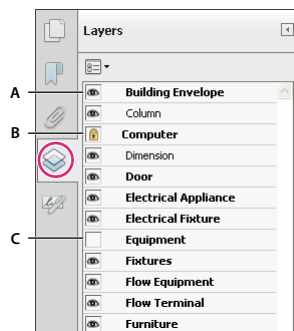 Layers
A
Building Envelope
Column
B
Computer
Dimension
Door
Electrical Appliance
Electrical Fixture
C
Equipment
Fixtures
Flow Equipment
Flow Terminal
Furniture